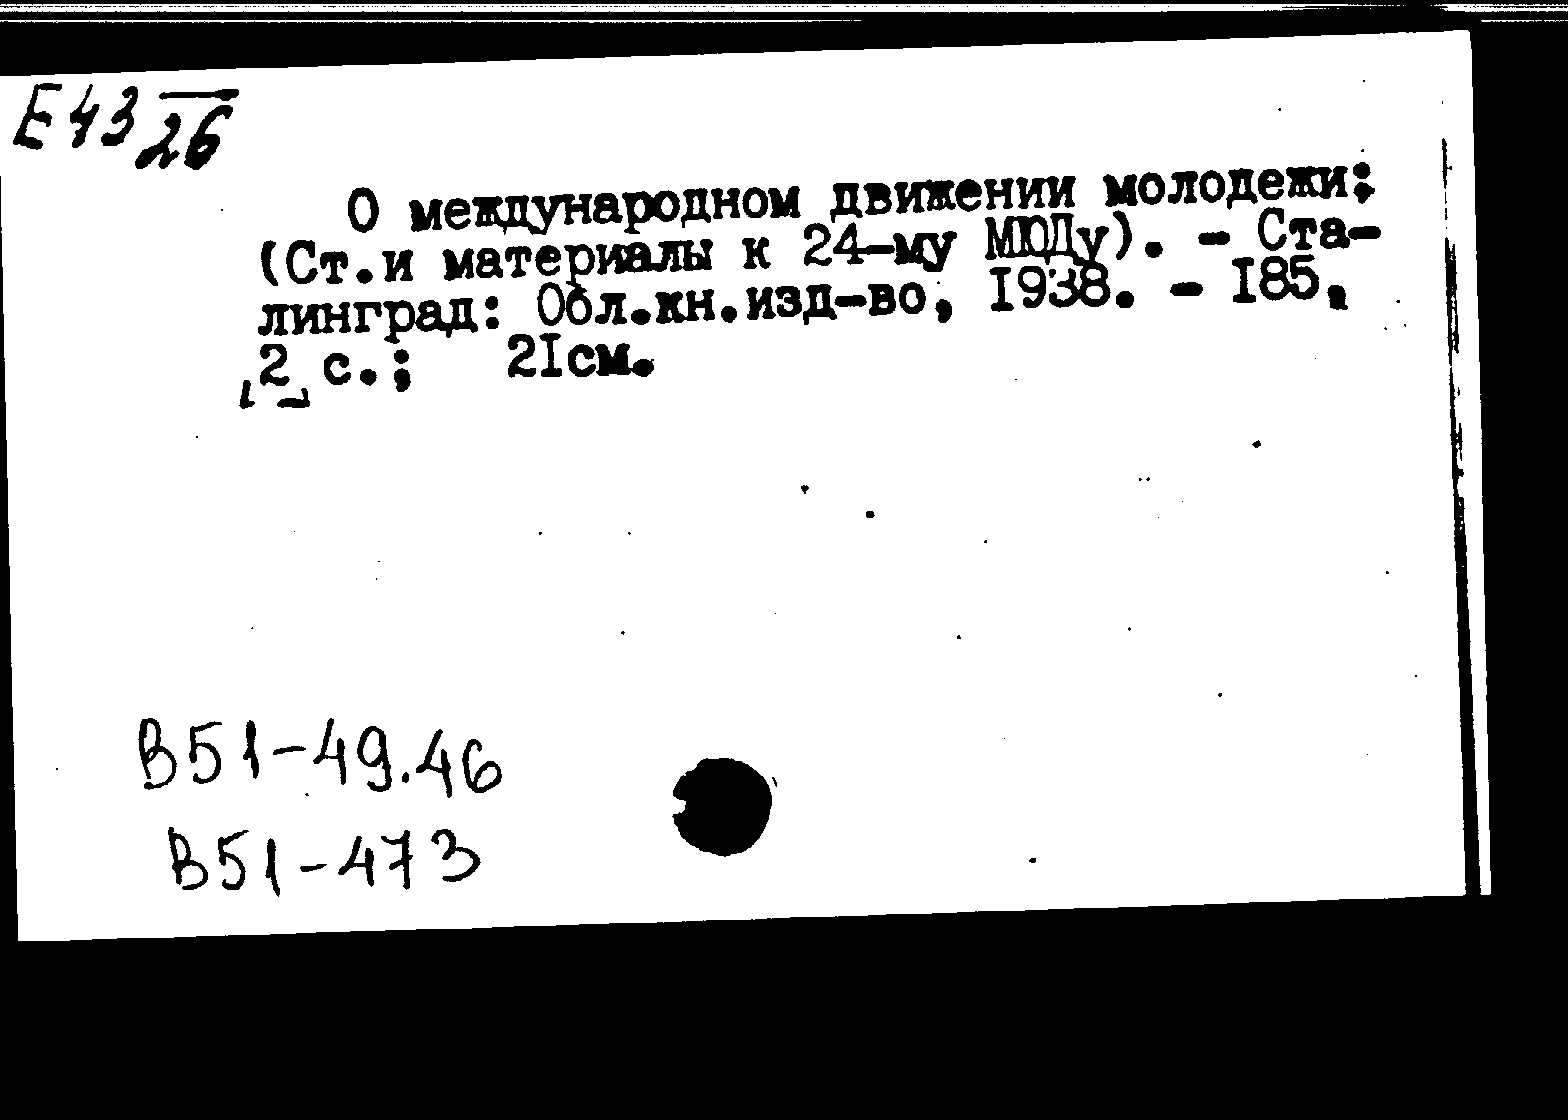 Е43 26
О международном движении молодежи:
(Ст.и материалы к 24-му МЮДу). - Ста-
линград: Обл.кн.изд-во, 1938. - 185,
[2] с.; 21см.
В51-49.46
В51-473